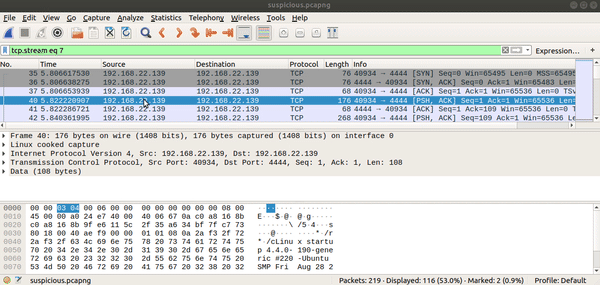 suspicious.pcapng
File Edit View Go Capture Analyze Statistics Telephony Wireless Tools Help
tcp.stream eq 7 Expression… +
No. Time Source Destination Protocol Length Info
35 5.806617530 192.168.22.139 192.168.22.139 TCP 76 40934 → 4444 [SYN] Seq=0 Win=65495 Len=0 MSS=65495
36 5.806638275 192.168.22.139 192.168.22.139 TCP 76 4444 → 40934 [SYN, ACK] Seq=0 Ack=1 Win=65483 Len=
37 5.806653939 192.168.22.139 192.168.22.139 TCP 68 40934 → 4444 [ACK] Seq=1 Ack=1 Win=65536 Len=0 TSv
40 5.822220907 192.168.22.139 192.168.22.139 TCP 176 40934 → 4444 [PSH, ACK] Seq=1 Ack=1 Win=65536 Len
41 5.822286721 192.168.22.139 192.168.22.139 TCP 68 4444 → 40934 [ACK] Seq=1 Ack=109 Win=65536 Len=0
42 5.840361995 192.168.22.139 192.168.22.139 TCP 268 40934 → 4444 [PSH, ACK] Seq=109 Ack=1 Win=65536
Frame 40: 176 bytes on wire (1408 bits), 176 bytes captured (1408 bits) on interface 0
Linux cooked capture
Internet Protocol Version 4, Src: 192.168.22.139, Dst: 192.168.22.139
Transmission Control Protocol, Src Port: 40934, Dst Port: 4444, Seq: 1, Ack: 1, Len: 108
Data (108 bytes)
0000 00 00 03 04 00 06 00 00 00 00 00 00 00 00 08 00
0010 45 00 00 a0 24 e7 40 00 40 06 67 0a c0 a8 16 8b E···$·@· @·g·····
0020 c0 a8 16 8b 9f e6 11 5c 2f 35 a6 34 bf 7f c7 73 ·······\ /5·4···s
0030 80 18 00 40 ae f9 00 00 01 01 08 0a 2a f3 2f 72 ···@···· ····*·/r
0040 2a f3 2f 63 4c 69 6e 75 78 20 73 74 61 72 74 75 *·/cLinu x startu
0050 70 20 34 2e 34 2e 30 2d 31 39 30 2d 67 65 6e 65 p 4.4.0- 190-gene
0060 72 69 63 20 23 32 32 30 2d 55 62 75 6e 74 75 20 ric #220 -Ubuntu
0070 53 4d 50 20 46 72 69 20 41 75 67 20 32 38 20 32 SMP Fri Aug 28 2
suspicious.pcapng Packets: 219 · Displayed: 116 (53.0%) · Marked: 2 (0.9%) Profile: Default